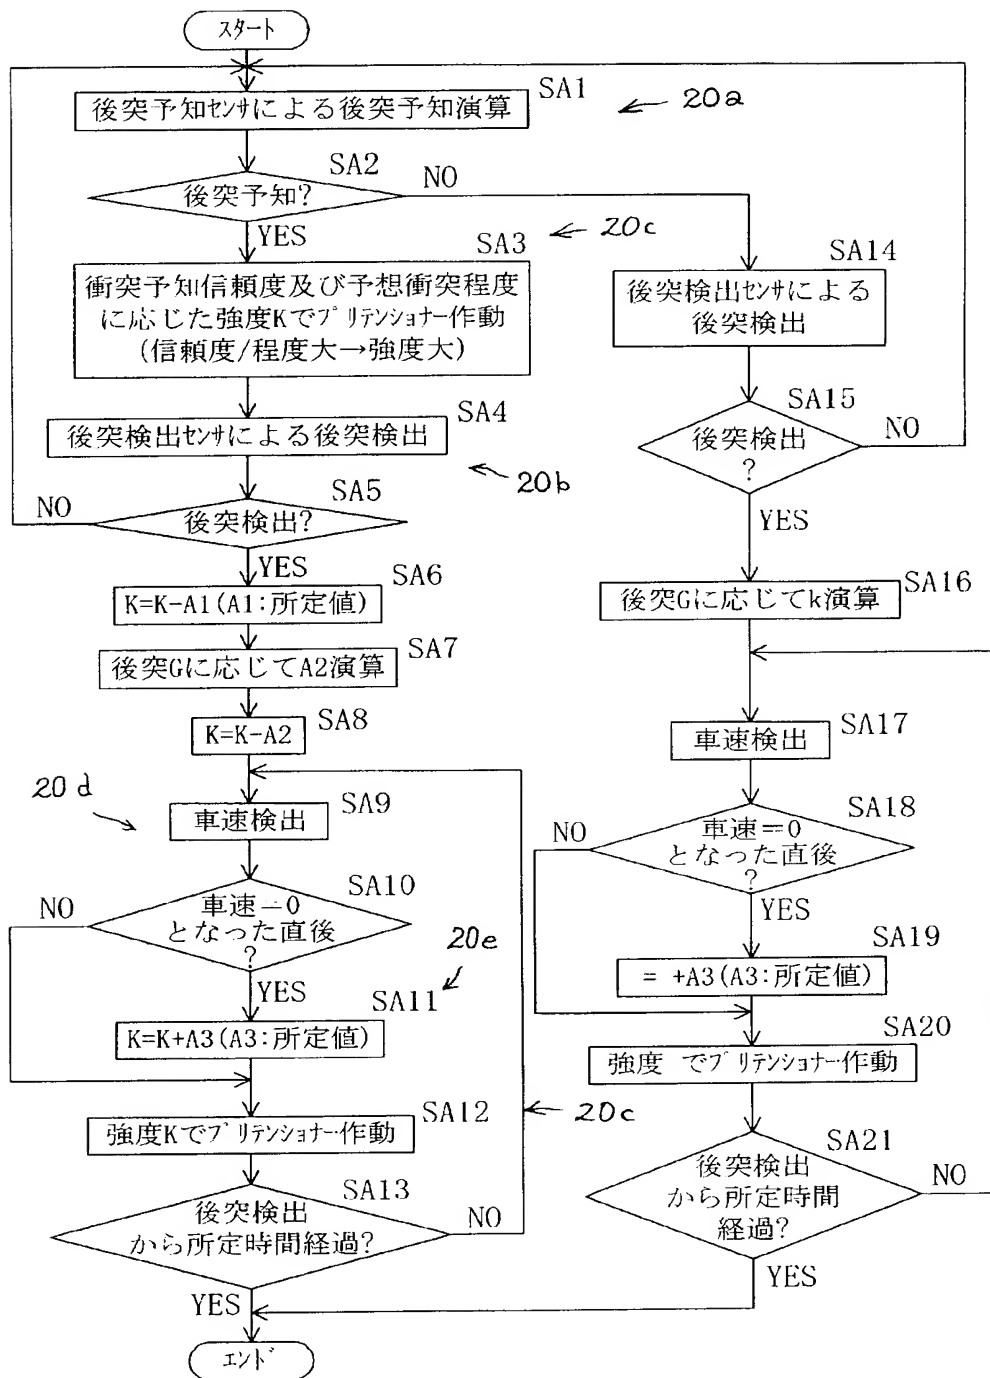 スタート
SA1
後突予知センサによる後突予知演算
20a
SA2
後突予知?
NO
YES
20c
SA3
衝突予知信頼度及び予想衝突程度
に応じた強度Kでプリテンショナー作動
(信頼度/程度大→強度大)
SA4
後突検出センサによる後突検出
20b
SA5
NO
後突検出?
YES
SA6
K=K-A1(A1:所定値)
SA7
後突Gに応じてA2演算
SA8
K=K-A2
20d
SA9
車速検出
SA10
NO
車速=0
となった直後
?
YES
20e
SA11
K=K+A3(A3:所定値)
SA12
20c
強度Kでプリテンショナー作動
SA13
後突検出
から所定時間経過?
NO
YES
エンド
SA14
後突検出センサによる
後突検出
SA15
後突検出
?
NO
YES
SA16
後突Gに応じてk演算
SA17
車速検出
SA18
NO
車速=0
となった直後
?
YES
SA19
= +A3(A3:所定値)
SA20
強度 でプリテンショナー作動
SA21
後突検出
から所定時間
経過?
NO
YES